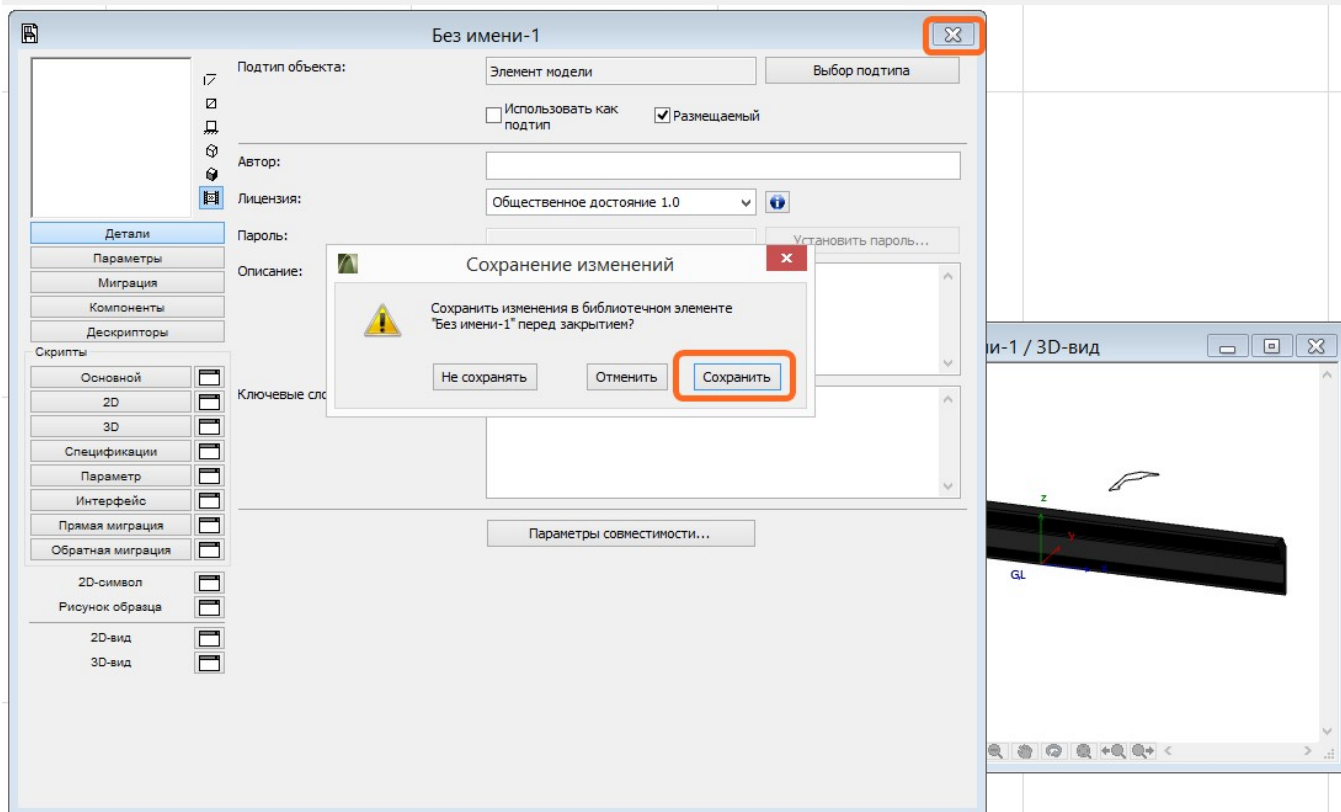 Без имени-1
Подтип объекта:
Элемент модели
Выбор подтипа
Использовать как
подтип
Размещаемый
Автор:
Лицензия:
Общественное достояние 1.0
Пароль:
Установить пароль...
Описание:
Детали
Параметры
Миграция
Компоненты
Дескрипторы
Скрипты
Основной
2D
3D
Спецификации
Параметр
Интерфейс
Прямая миграция
Обратная миграция
2D-символ
Рисунок образца
2D-вид
3D-вид
Сохранение изменений
Сохранить изменения в библиотечном элементе
"Без имени-1" перед закрытием?
Не сохранять
Отменить
Сохранить
Ключевые сло
Параметры совместимости...
ни-1 / 3D-вид
z
y
x
GL